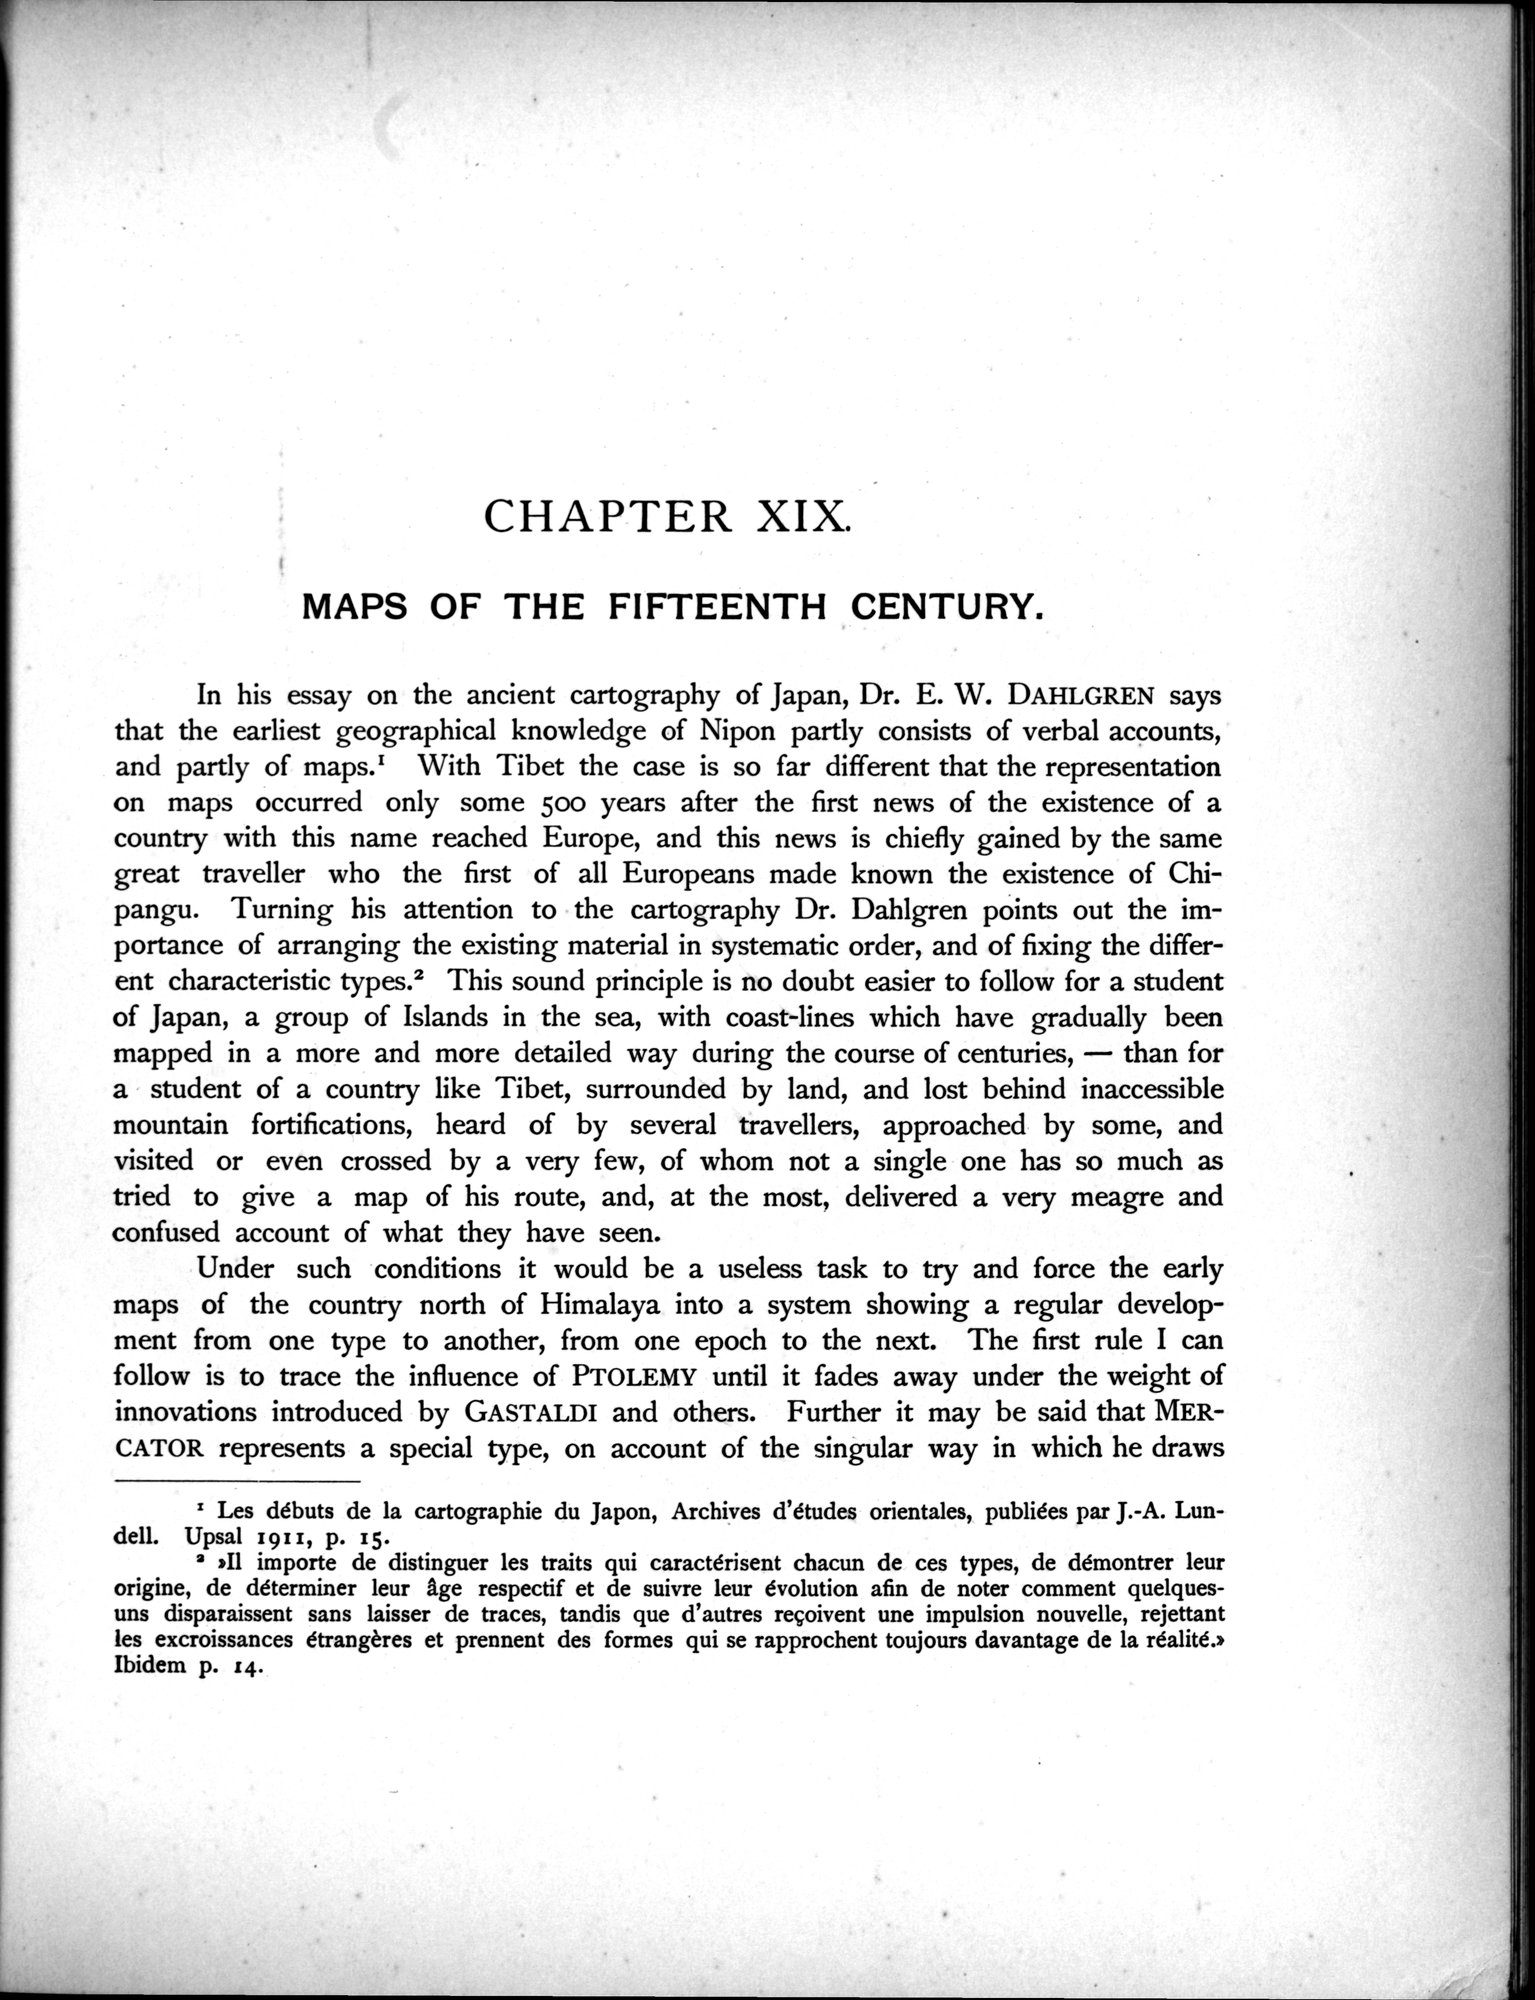 CHAPTER XIX.
MAPS OF THE FIFTEENTH CENTURY.
In his essay on the ancient cartography of Japan, Dr. E. W. DAHLGREN says
that the earliest geographical knowledge of Nipon partly consists of verbal accounts,
and partly of maps.¹ With Tibet the case is so far different that the representation
on maps occurred only some 500 years after the first news of the existence of a
country with this name reached Europe, and this news is chiefly gained by the same
great traveller who the first of all Europeans made known the existence of Chi-
pangu. Turning his attention to the cartography Dr. Dahlgren points out the im-
portance of arranging the existing material in systematic order, and of fixing the differ-
ent characteristic types.² This sound principle is no doubt easier to follow for a student
of Japan, a group of Islands in the sea, with coast-lines which have gradually been
mapped in a more and more detailed way during the course of centuries, — than for
a student of a country like Tibet, surrounded by land, and lost behind inaccessible
mountain fortifications, heard of by several travellers, approached by some, and
visited or even crossed by a very few, of whom not a single one has so much as
tried to give a map of his route, and, at the most, delivered a very meagre and
confused account of what they have seen.
Under such conditions it would be a useless task to try and force the early
maps of the country north of Himalaya into a system showing a regular develop-
ment from one type to another, from one epoch to the next. The first rule I can
follow is to trace the influence of PTOLEMY until it fades away under the weight of
innovations introduced by GASTALDI and others. Further it may be said that MER-
CATOR represents a special type, on account of the singular way in which he draws
¹ Les débuts de la cartographie du Japon, Archives d'études orientales, publiées par J.-A. Lun-
dell. Upsal 1911, p. 15.
² »Il importe de distinguer les traits qui caractérisent chacun de ces types, de démontrer leur
origine, de déterminer leur âge respectif et de suivre leur évolution afin de noter comment quelques-
uns disparaissent sans laisser de traces, tandis que d'autres reçoivent une impulsion nouvelle, rejettant
les excroissances étrangères et prennent des formes qui se rapprochent toujours davantage de la réalité.»
Ibidem p. 14.